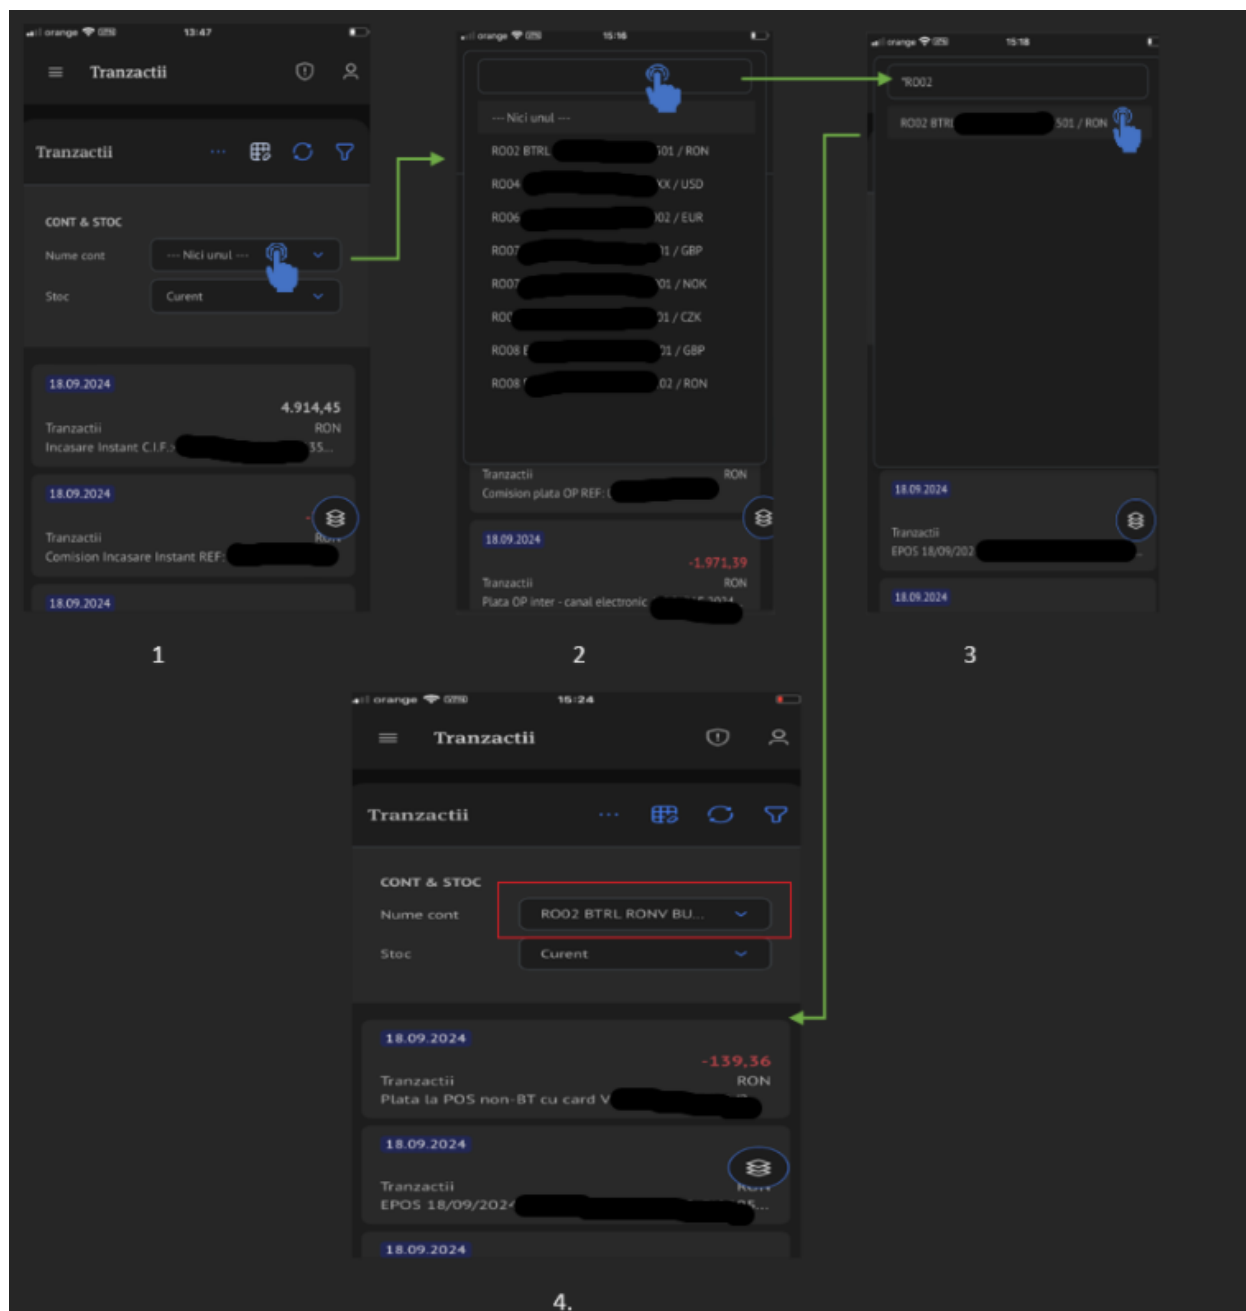 orange 13:47
Tranzactii
Tranzactii
CONT & STOC
Nume cont --- Nici unul ---
Stoc Curent
18.09.2024
4.914,45
Tranzactii RON
Incasare Instant C.I.F.> 35...
18.09.2024
Tranzactii RON
Comision Incasare Instant REF:
18.09.2024
1
orange 15:16
--- Nici unul ---
RO02 BTRL 501 / RON
RO04 XX / USD
RO06 002 / EUR
RO07 01 / GBP
RO07 001 / NOK
RO0 01 / CZK
RO08 01 / GBP
RO08 02 / RON
Tranzactii RON
Comision plata OP REF:
18.09.2024
-1.971,39
Tranzactii RON
Plata OP inter - canal electronic
2
orange 15:18
*RO02
RO02 BTRL 501 / RON
18.09.2024
Tranzactii
EPOS 18/09/202
18.09.2024
3
orange 15:24
Tranzactii
Tranzactii
CONT & STOC
Nume cont RO02 BTRL RONV BU...
Stoc Curent
18.09.2024
-139,36
Tranzactii RON
Plata la POS non-BT cu card V
18.09.2024
Tranzactii RON
EPOS 18/09/202
18.09.2024
4.